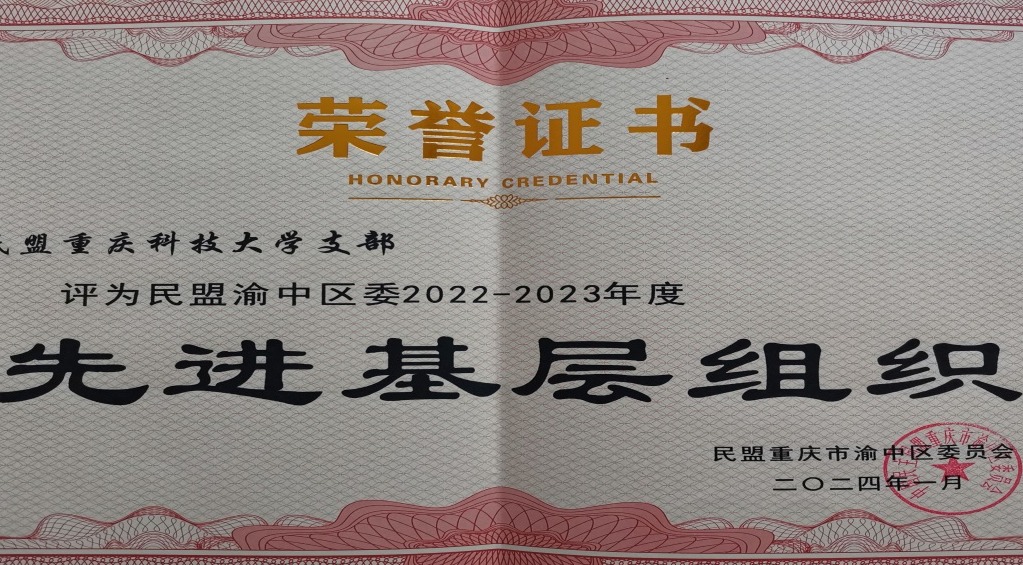 荣誉证书
HONORARY CREDENTIAL
民盟重庆科技大学支部
评为民盟渝中区委2022-2023年度
先进基层组织
民盟重庆市渝中区委员会
二〇二四年一月